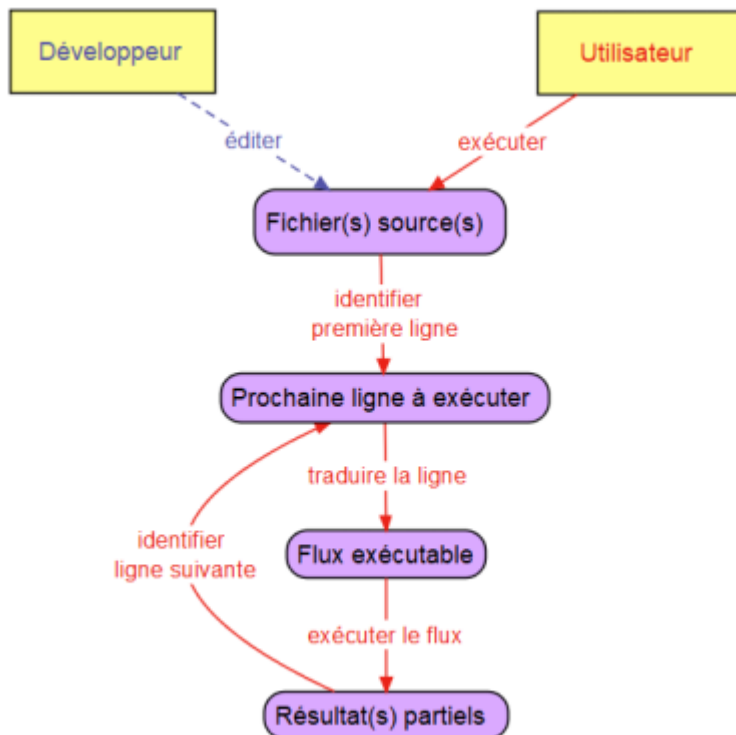 Développeur
Utilisateur
éditer
exécuter
Fichier(s) source(s)
identifier
première ligne
Prochaine ligne à exécuter
traduire la ligne
identifier
ligne suivante
Flux exécutable
exécuter le flux
Résultat(s) partiels